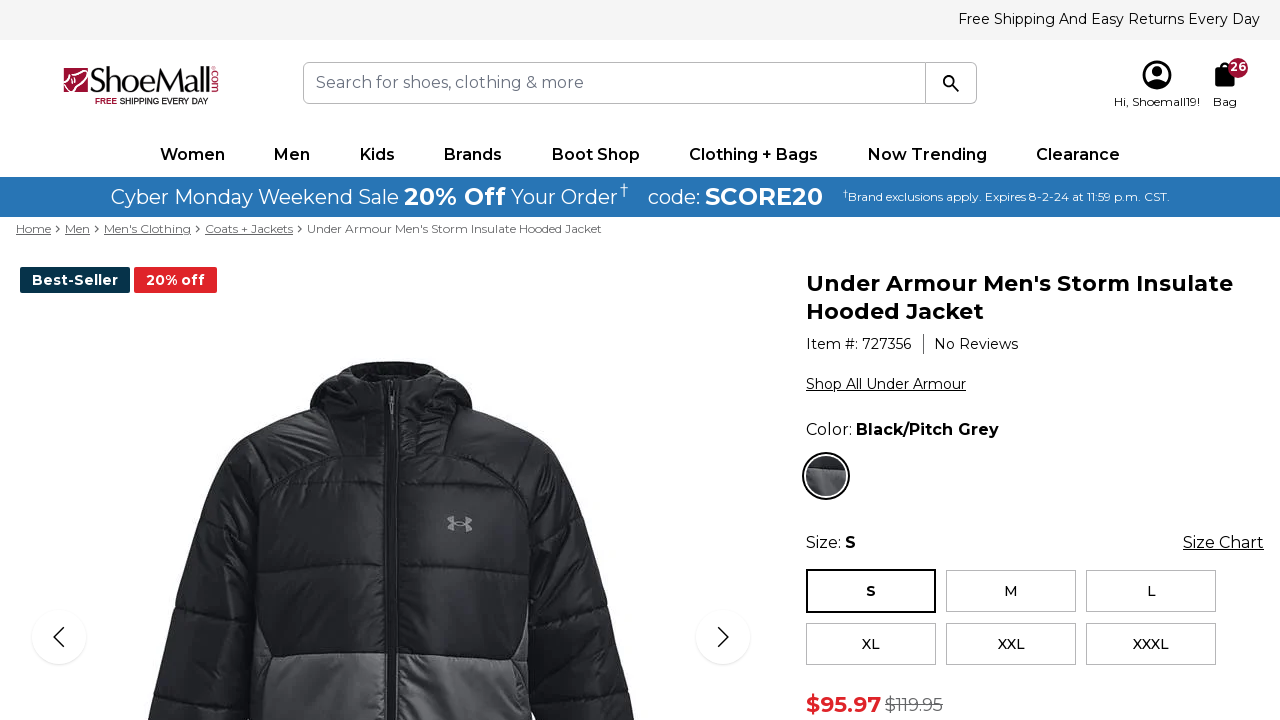 Free Shipping And Easy Returns Every Day
ShoeMall.com
FREE SHIPPING EVERY DAY
Search for shoes, clothing & more
Hi, Shoemall19!
26
Bag
Women
Men
Kids
Brands
Boot Shop
Clothing + Bags
Now Trending
Clearance
Cyber Monday Weekend Sale 20% Off Your Order† code: SCORE20 †Brand exclusions apply. Expires 8-2-24 at 11:59 p.m. CST.
Home > Men > Men's Clothing > Coats + Jackets > Under Armour Men's Storm Insulate Hooded Jacket
Best-Seller
20% off
Under Armour Men's Storm Insulate
Hooded Jacket
Item #: 727356
No Reviews
Shop All Under Armour
Color: Black/Pitch Grey
Size: S
Size Chart
S
M
L
XL
XXL
XXXL
$95.97 $119.95